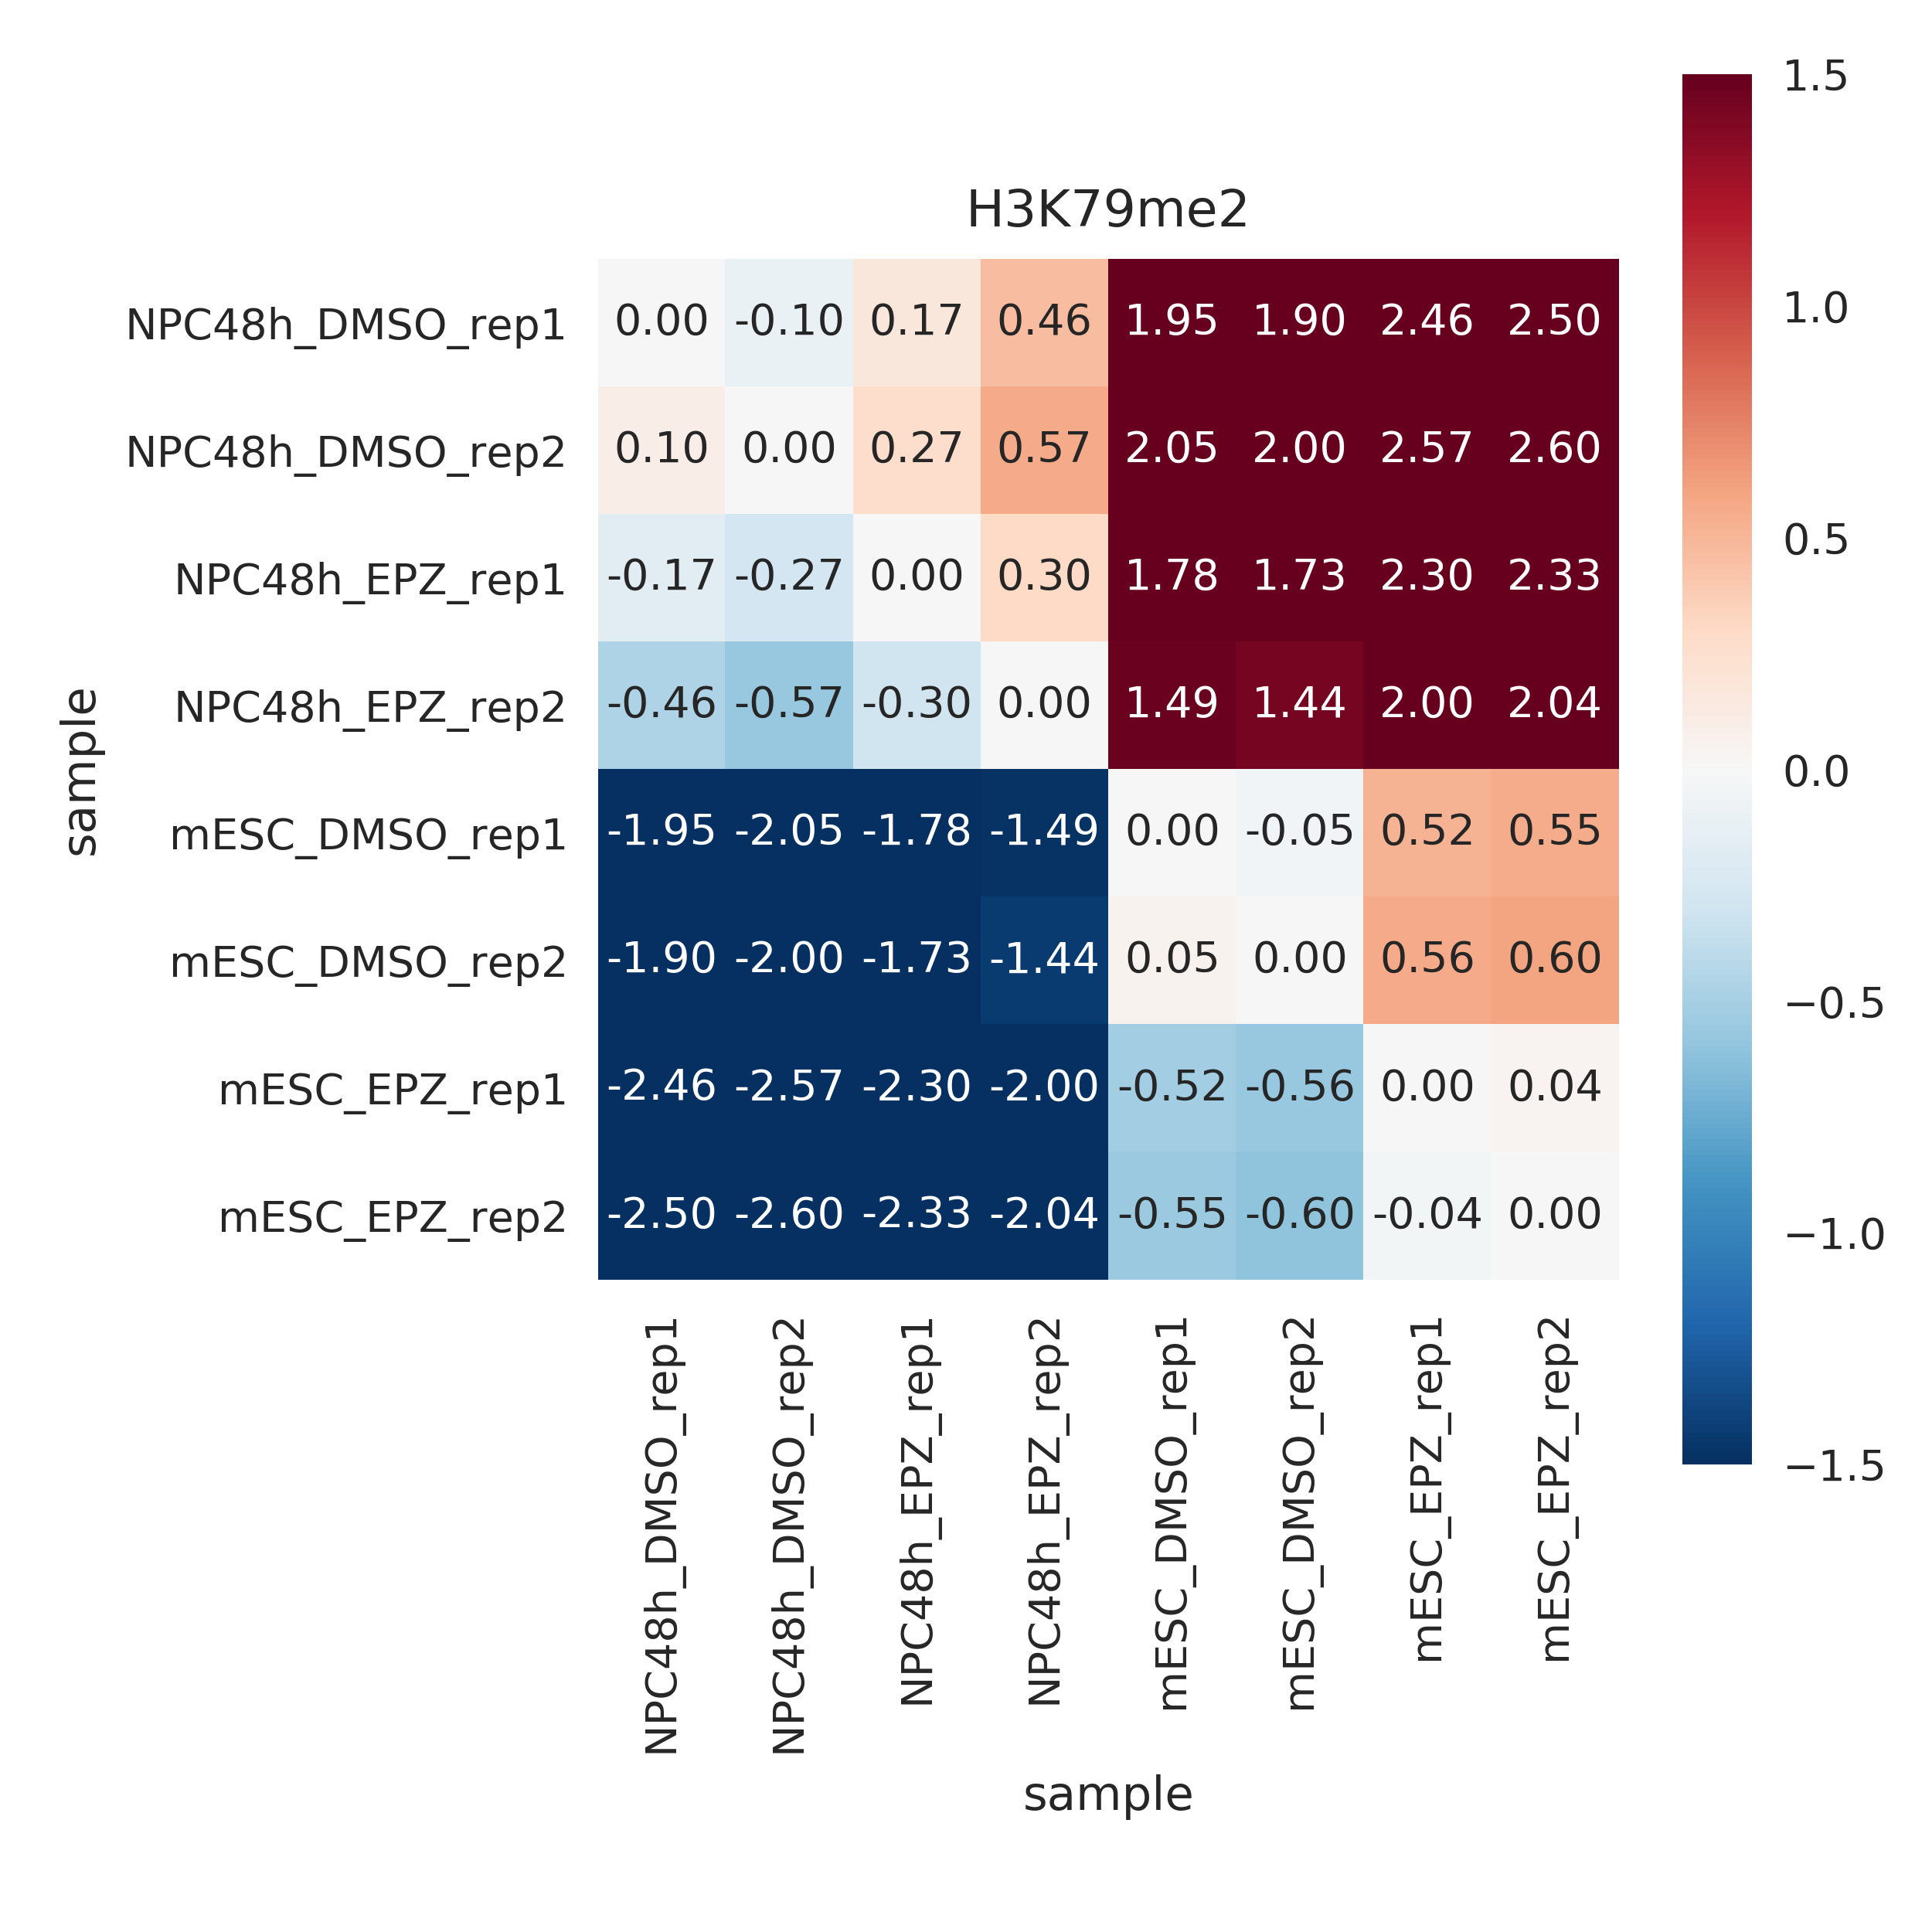 H3K79me2
1.5
1.0
0.5
0.0
−0.5
−1.0
−1.5
sample
NPC48h_DMSO_rep1 0.00 -0.10 0.17 0.46 1.95 1.90 2.46 2.50
NPC48h_DMSO_rep2 0.10 0.00 0.27 0.57 2.05 2.00 2.57 2.60
NPC48h_EPZ_rep1 -0.17 -0.27 0.00 0.30 1.78 1.73 2.30 2.33
NPC48h_EPZ_rep2 -0.46 -0.57 -0.30 0.00 1.49 1.44 2.00 2.04
mESC_DMSO_rep1 -1.95 -2.05 -1.78 -1.49 0.00 -0.05 0.52 0.55
mESC_DMSO_rep2 -1.90 -2.00 -1.73 -1.44 0.05 0.00 0.56 0.60
mESC_EPZ_rep1 -2.46 -2.57 -2.30 -2.00 -0.52 -0.56 0.00 0.04
mESC_EPZ_rep2 -2.50 -2.60 -2.33 -2.04 -0.55 -0.60 -0.04 0.00
NPC48h_DMSO_rep1
NPC48h_DMSO_rep2
NPC48h_EPZ_rep1
NPC48h_EPZ_rep2
mESC_DMSO_rep1
mESC_DMSO_rep2
mESC_EPZ_rep1
mESC_EPZ_rep2
sample